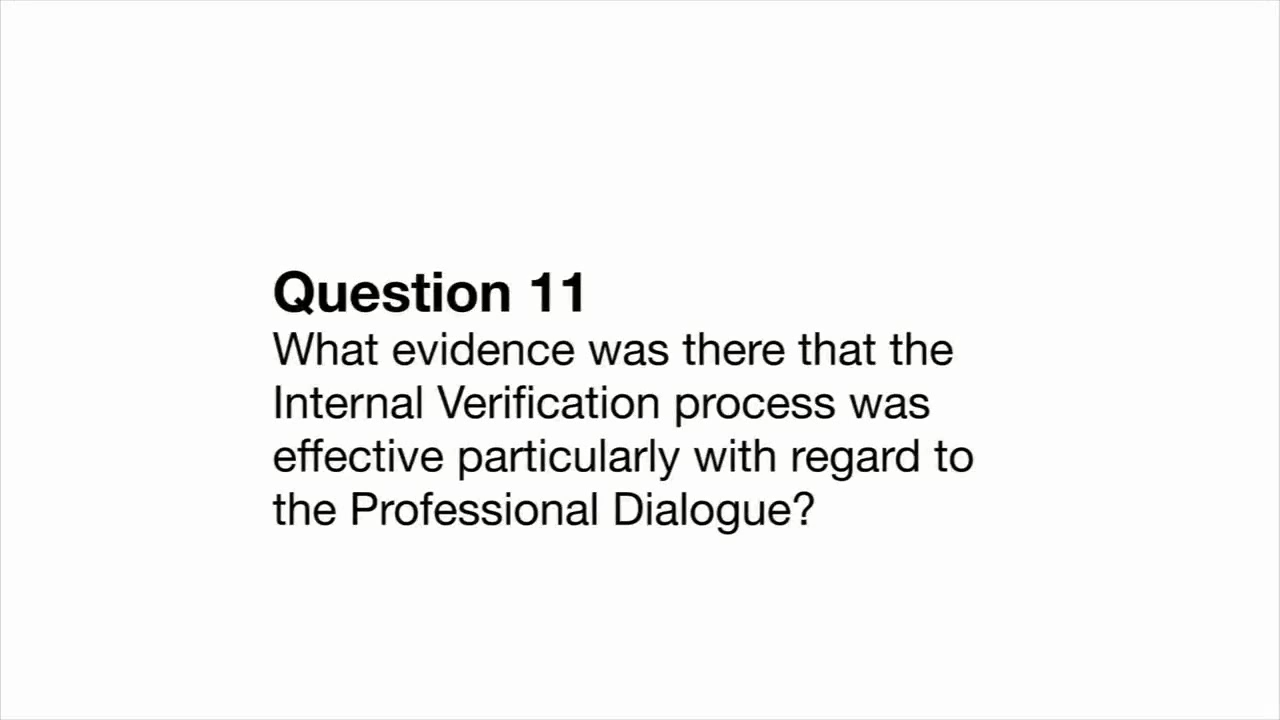 Question 11
What evidence was there that the
Internal Verification process was
effective particularly with regard to
the Professional Dialogue?